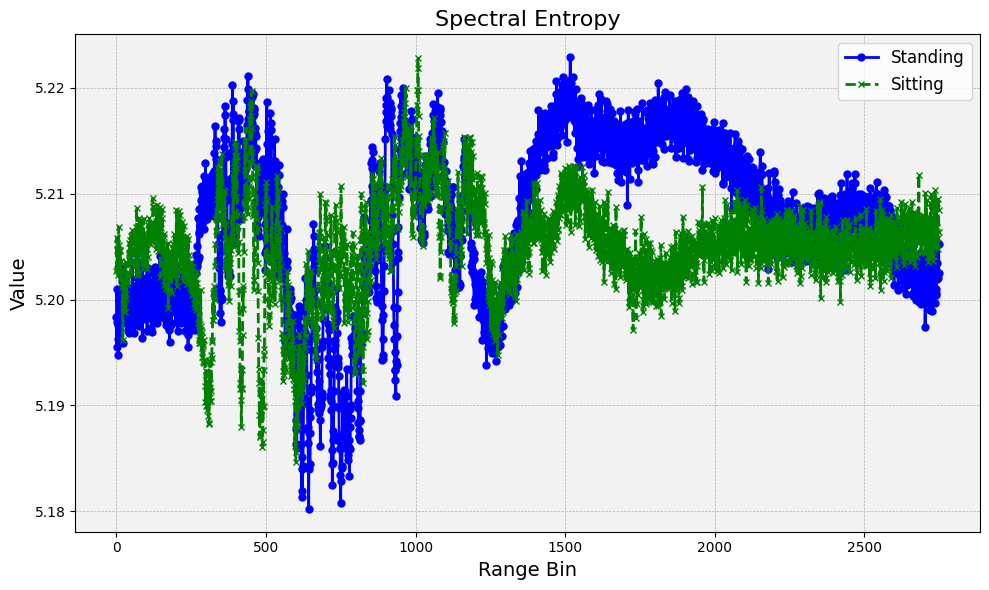 Spectral Entropy
Standing
Sitting
Value
5.22
5.21
5.20
5.19
5.18
0 500 1000 1500 2000 2500
Range Bin